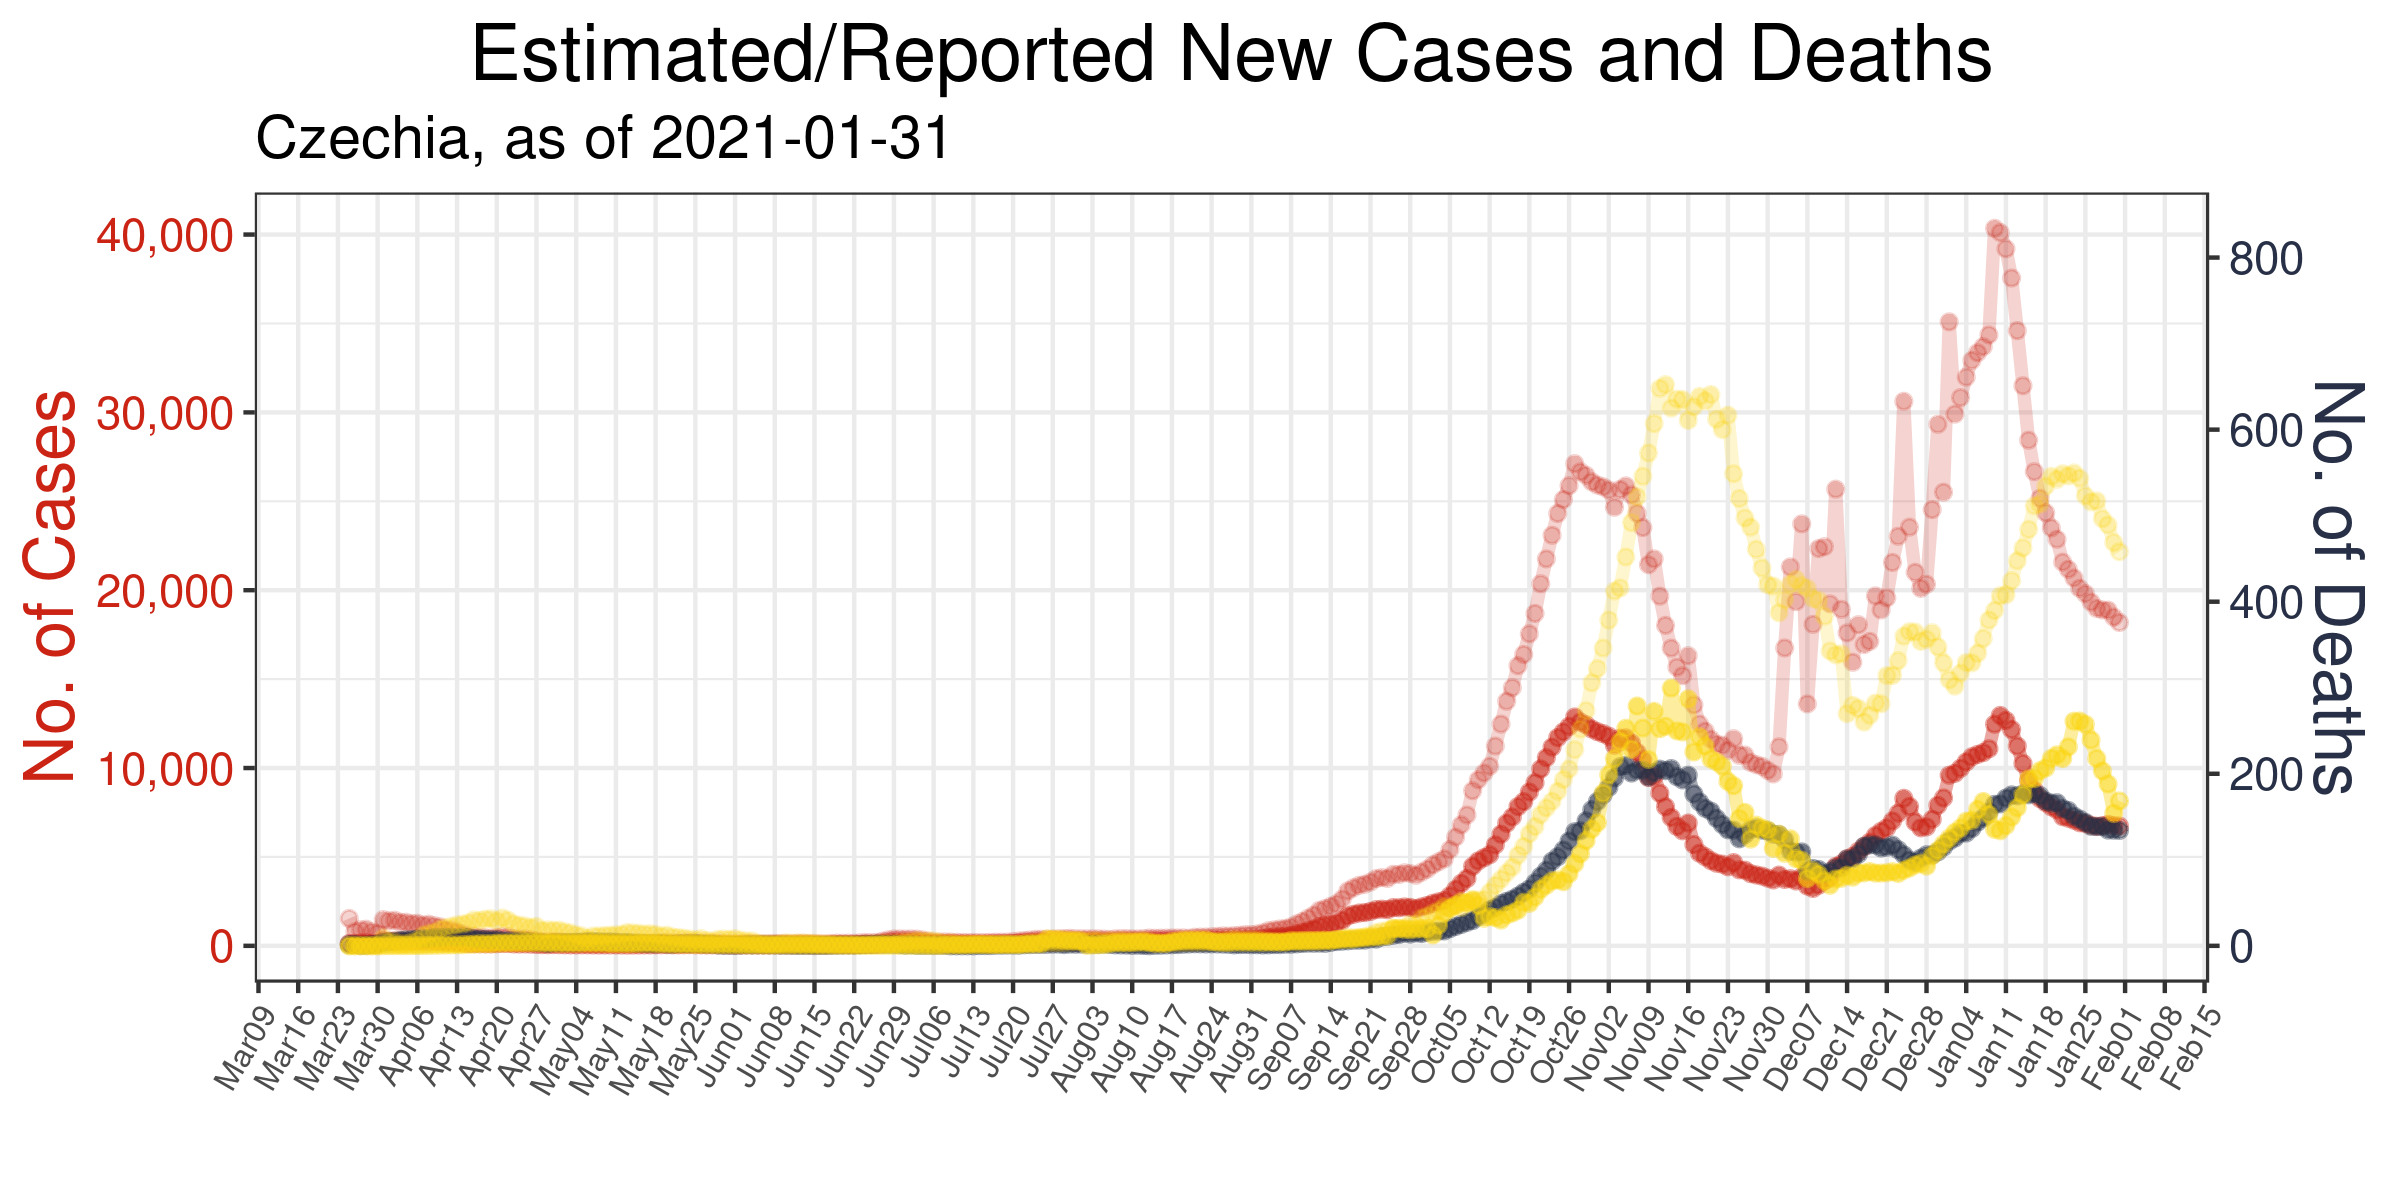 Estimated/Reported New Cases and Deaths
Czechia, as of 2021-01-31
No. of Cases
40,000
30,000
20,000
10,000
0
800
600
400
200
0
No. of Deaths
Mar09
Mar16
Mar23
Mar30
Apr06
Apr13
Apr20
Apr27
May04
May11
May18
May25
Jun01
Jun08
Jun15
Jun22
Jun29
Jul06
Jul13
Jul20
Jul27
Aug03
Aug10
Aug17
Aug24
Aug31
Sep07
Sep14
Sep21
Sep28
Oct05
Oct12
Oct19
Oct26
Nov02
Nov09
Nov16
Nov23
Nov30
Dec07
Dec14
Dec21
Dec28
Jan04
Jan11
Jan18
Jan25
Feb01
Feb08
Feb15